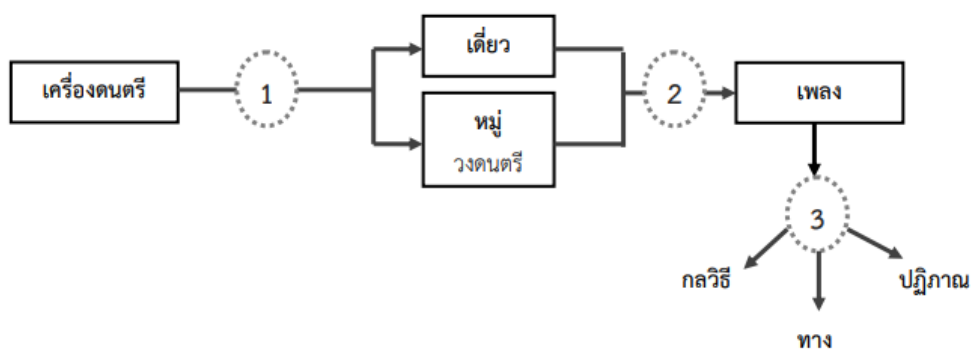 เดี่ยว
เครื่องดนตรี
1
2
เพลง
หมู่
วงดนตรี
3
กลวิธี
ปฏิภาณ
ทาง